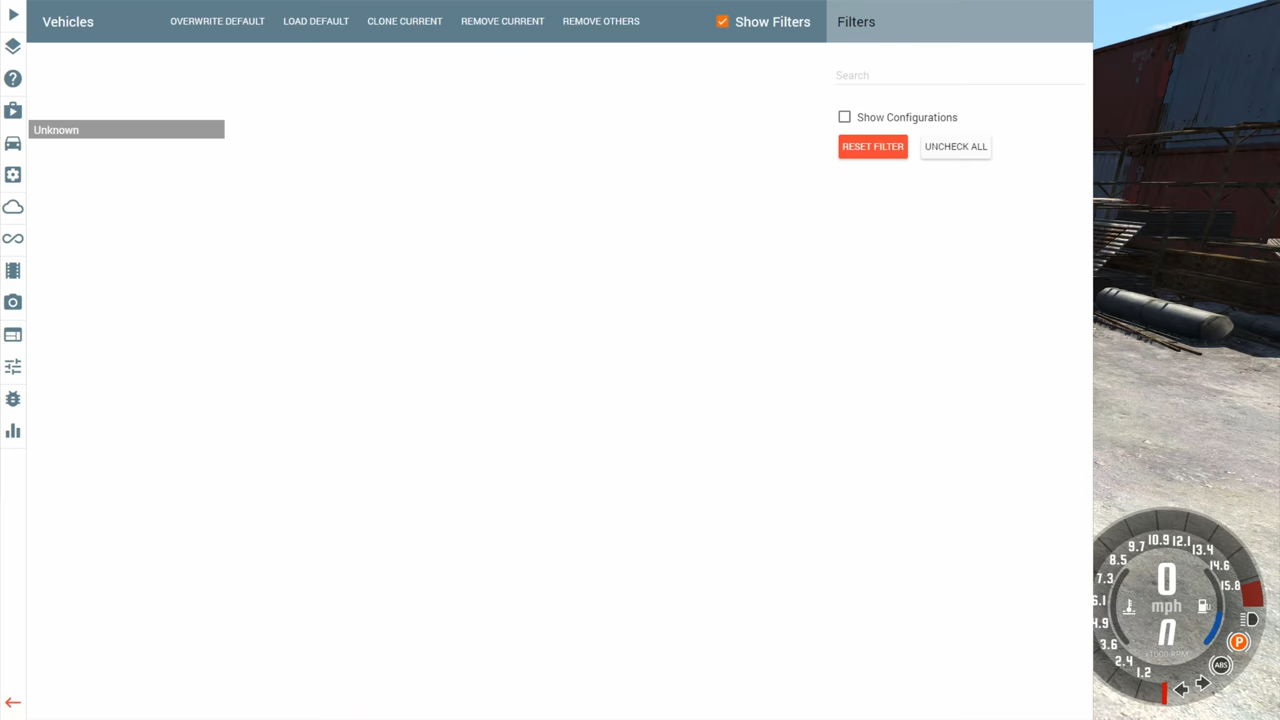 Vehicles OVERWRITE DEFAULT LOAD DEFAULT CLONE CURRENT REMOVE CURRENT REMOVE OTHERS Show Filters Filters
Search
Unknown
Show Configurations
RESET FILTER UNCHECK ALL
10.9 12.1
9.7 13.4
8.5 14.6
7.3 0 15.8
6.1 mph
4.9 n
3.6 P
2.4 x1000 RPM ABS
1.2